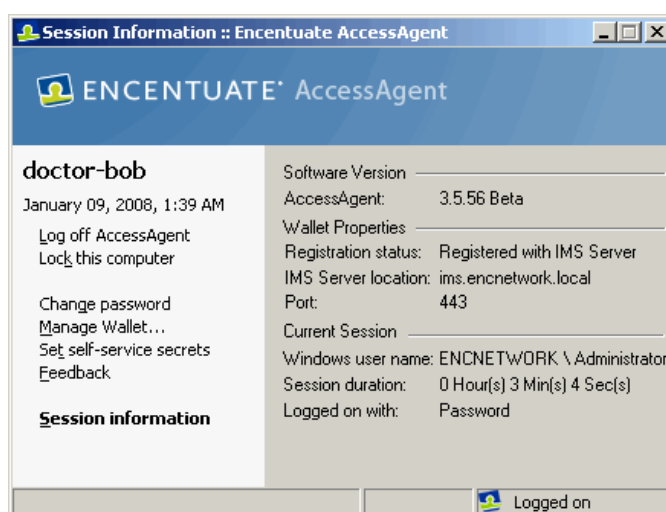 Session Information :: Encentuate AccessAgent
ENCENTUATE AccessAgent
doctor-bob
January 09, 2008, 1:39 AM
Log off AccessAgent
Lock this computer
Change password
Manage Wallet...
Set self-service secrets
Feedback
Session information
Software Version
AccessAgent: 3.5.56 Beta
Wallet Properties
Registration status: Registered with IMS Server
IMS Server location: ims.encnetwork.local
Port: 443
Current Session
Windows user name: ENCNETWORK \ Administrator
Session duration: 0 Hour(s) 3 Min(s) 4 Sec(s)
Logged on with: Password
Logged on